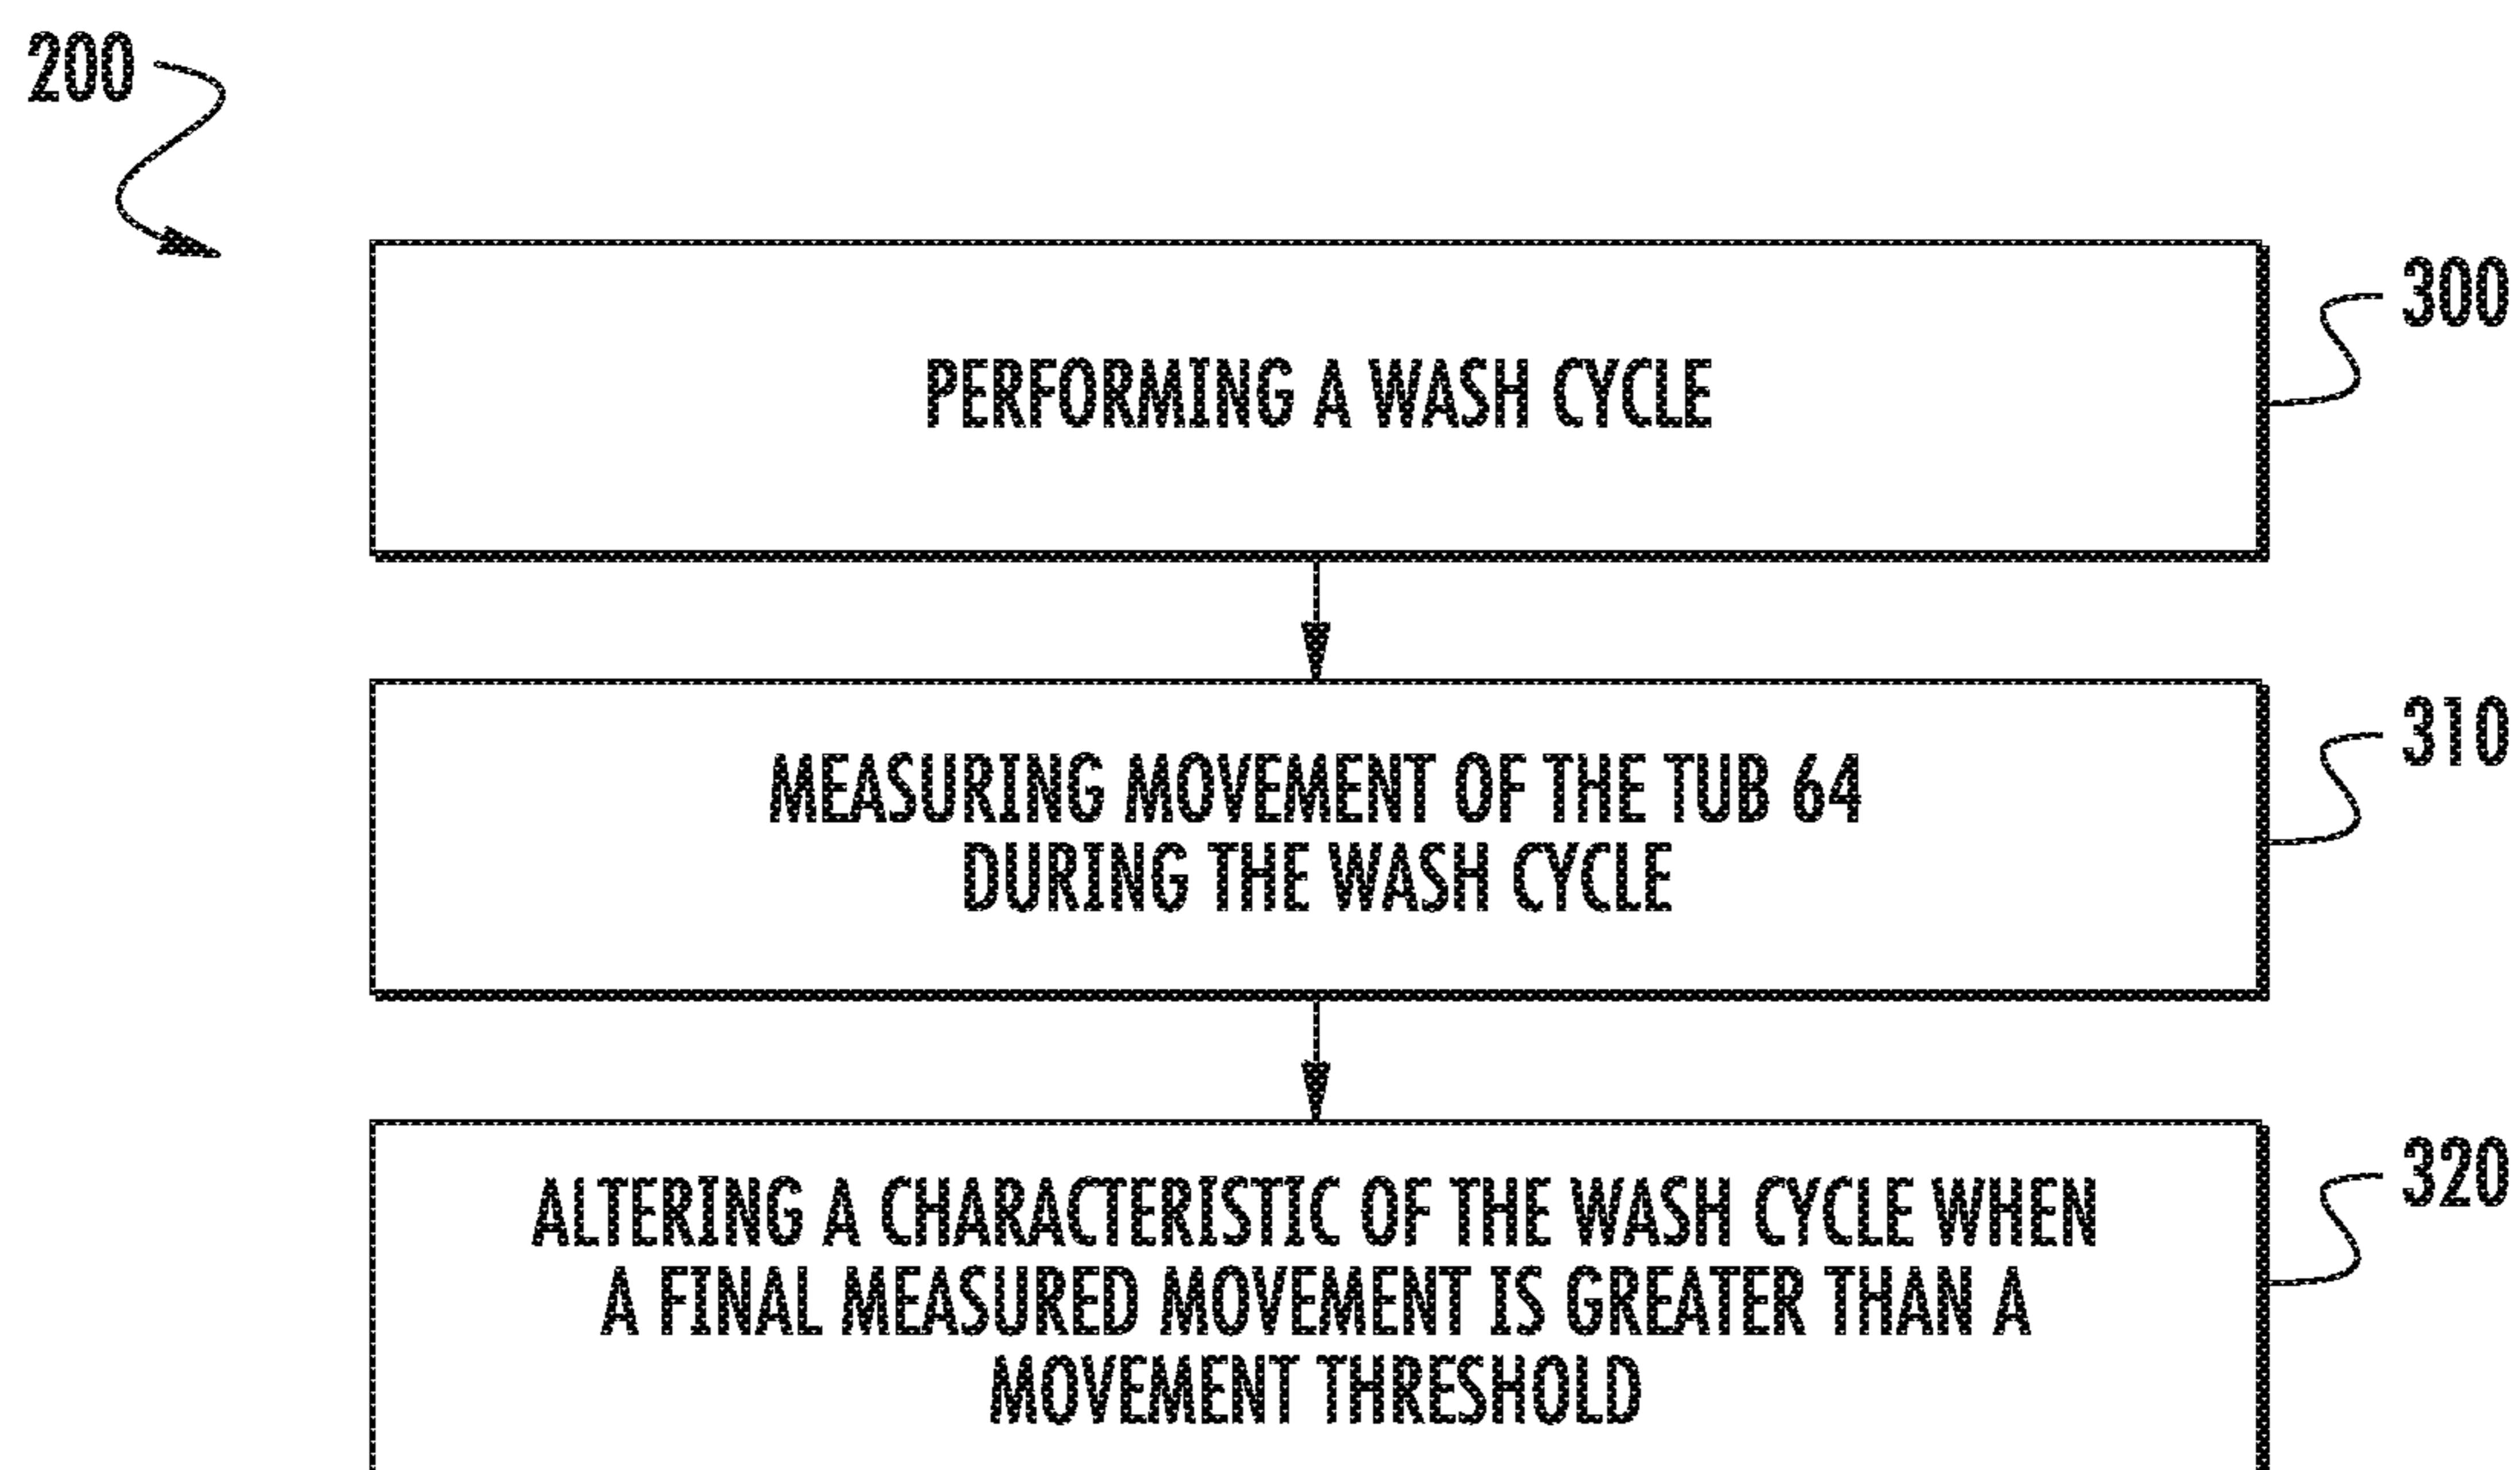 200
300
PERFORMING A WASH CYCLE
310
MEASURING MOVEMENT OF THE TUB 64
DURING THE WASH CYCLE
320
ALTERING A CHARACTERISTIC OF THE WASH CYCLE WHEN
A FINAL MEASURED MOVEMENT IS GREATER THAN A
MOVEMENT THRESHOLD